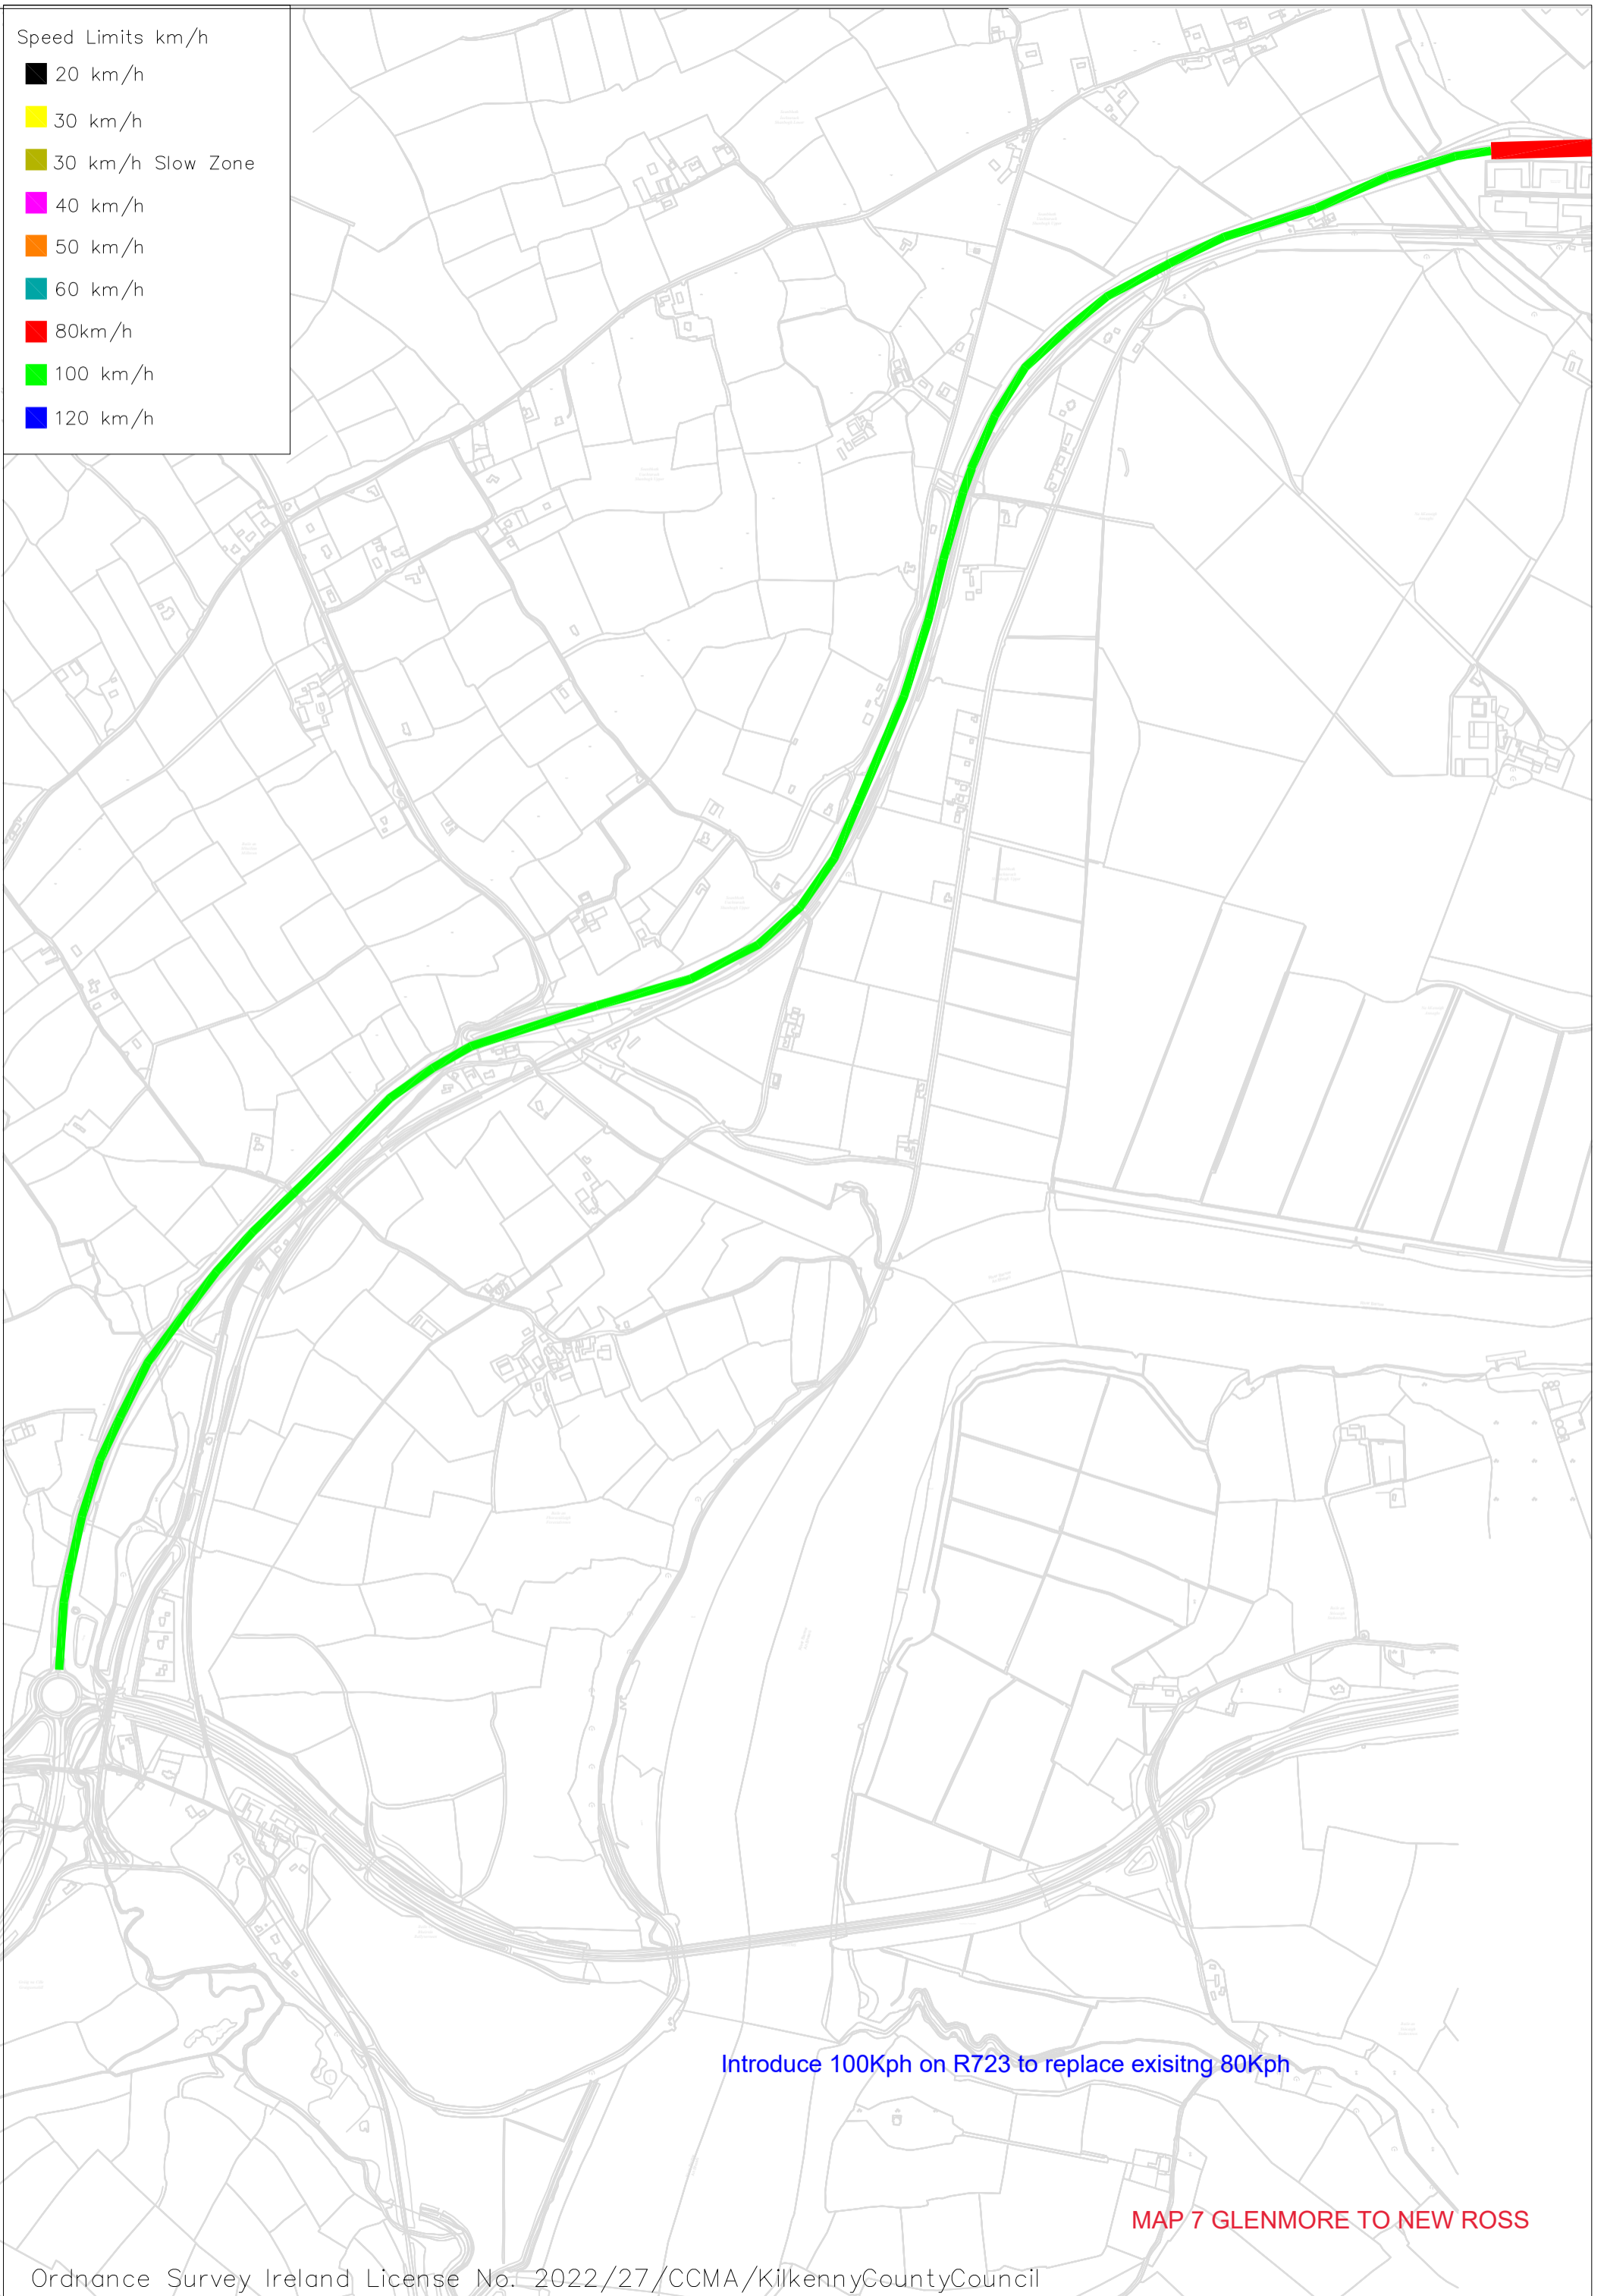 Speed Limits km/h
20 km/h
30 km/h
30 km/h Slow Zone
40 km/h
50 km/h
60 km/h
80km/h
100 km/h
120 km/h
Introduce 100Kph on R723 to replace exisitng 80Kph
MAP 7 GLENMORE TO NEW ROSS
Ordnance Survey Ireland License No. 2022/27/CCMA/KilkennyCountyCouncil